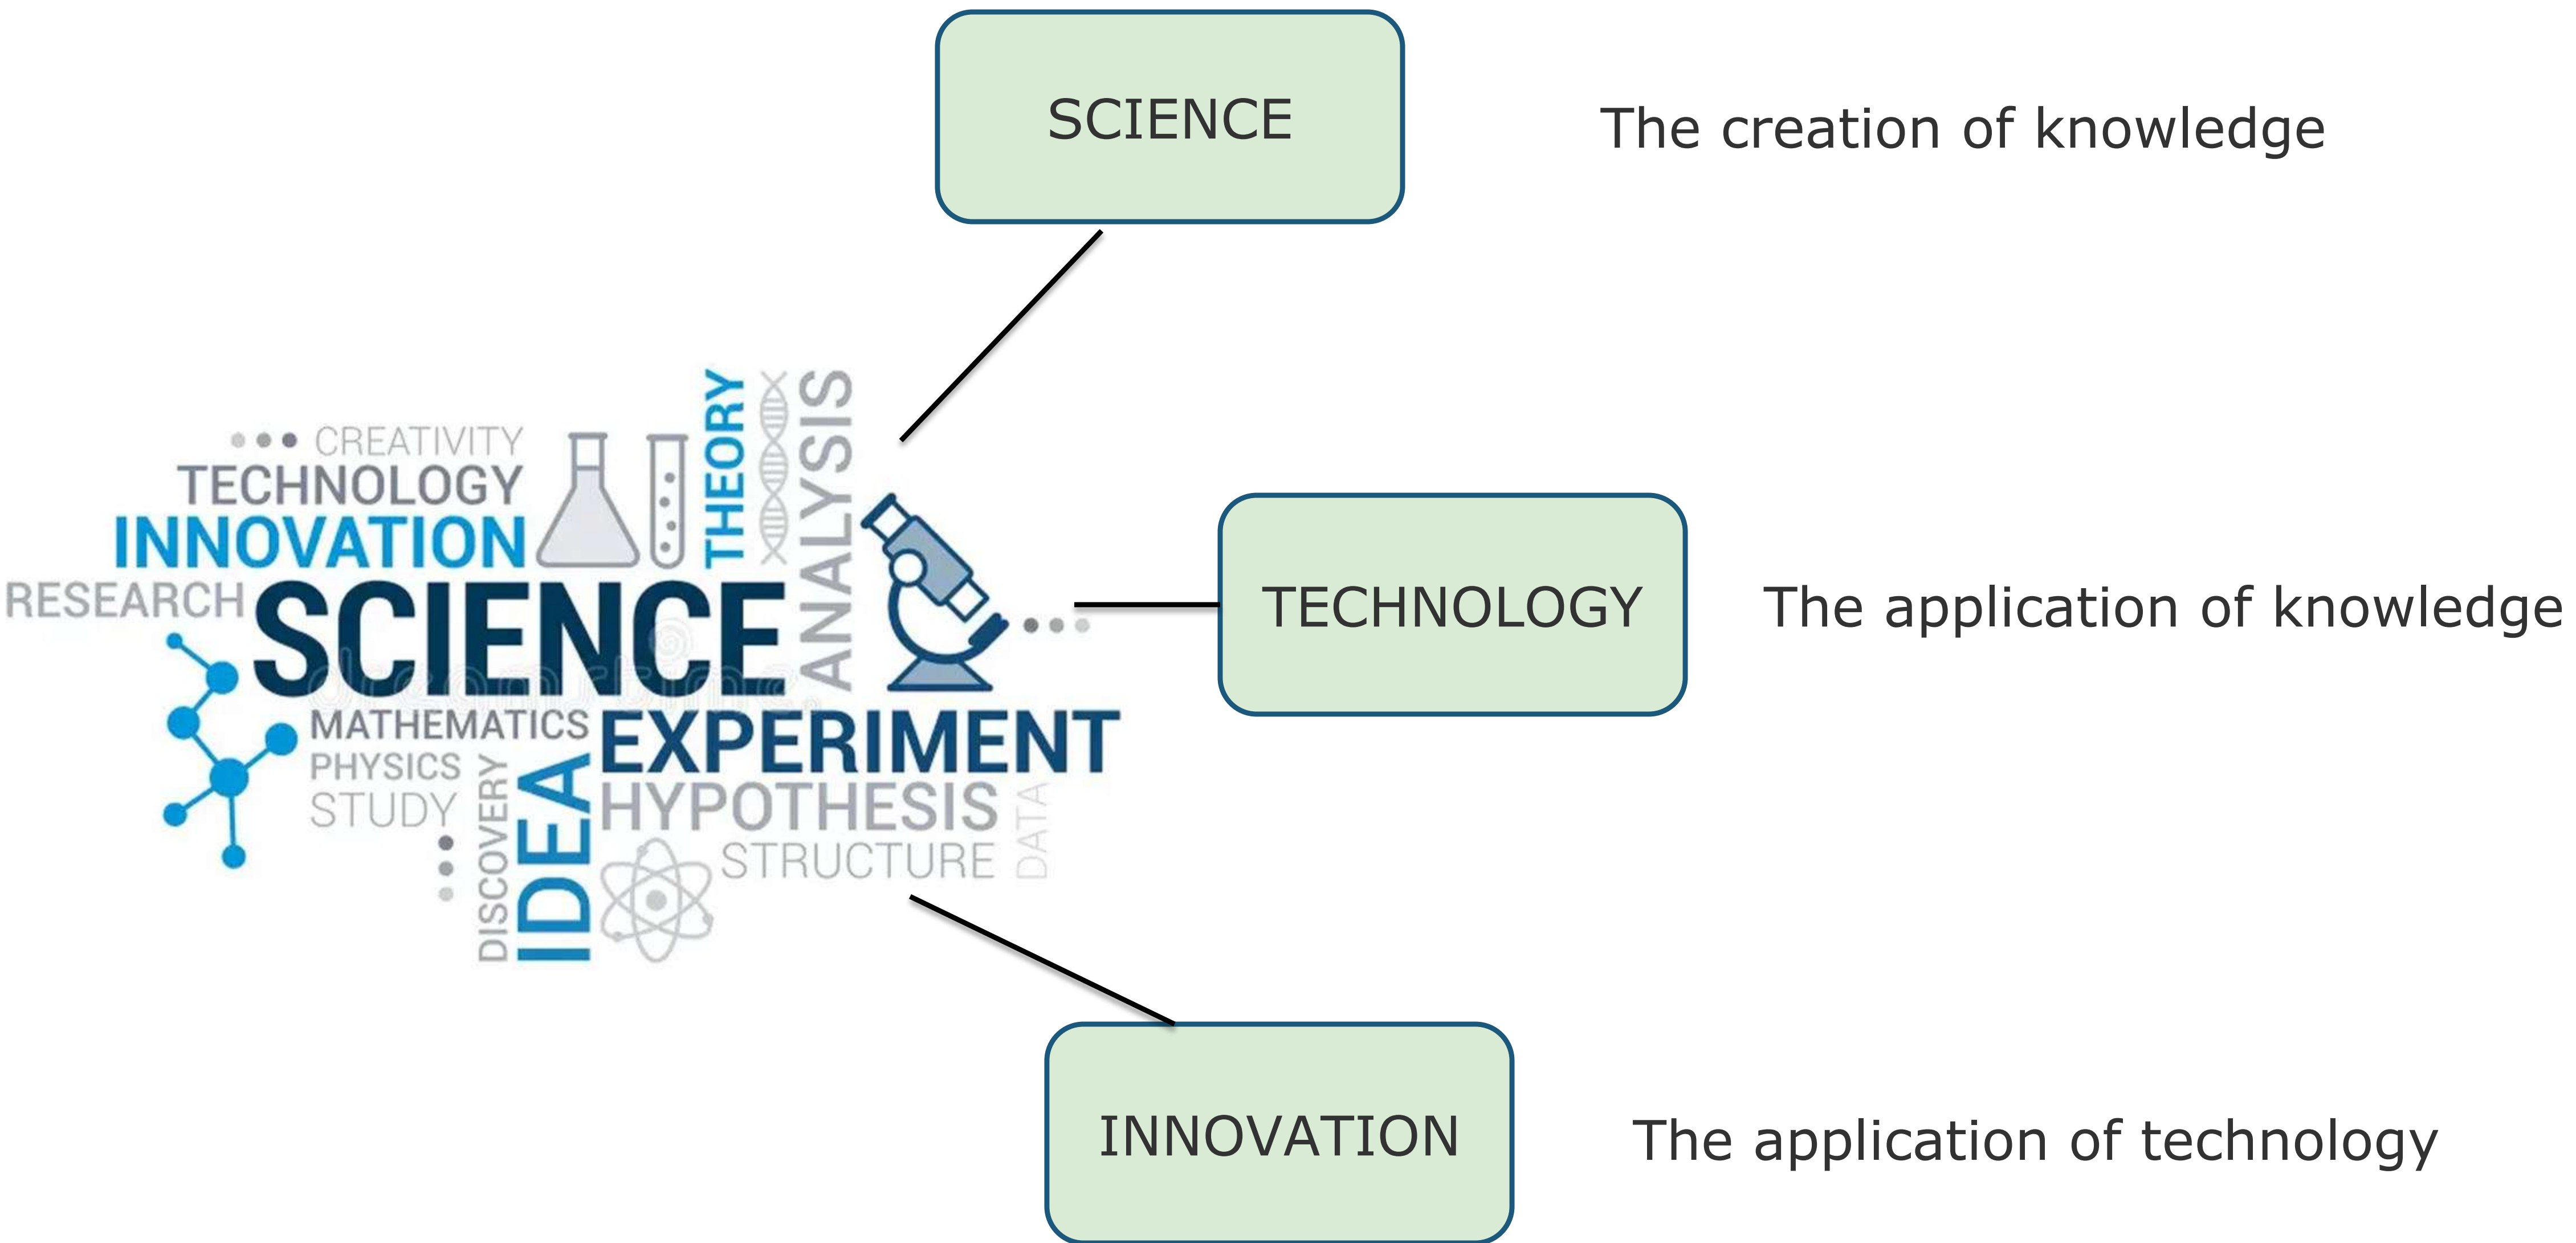 SCIENCE
The creation of knowledge
CREATIVITY
TECHNOLOGY
INNOVATION
RESEARCH
SCIENCE
THEORY
ANALYSIS
dreamstime
MATHEMATICS
PHYSICS
STUDY
DISCOVERY
IDEA
EXPERIMENT
HYPOTHESIS
STRUCTURE
DATA
TECHNOLOGY
The application of knowledge
INNOVATION
The application of technology